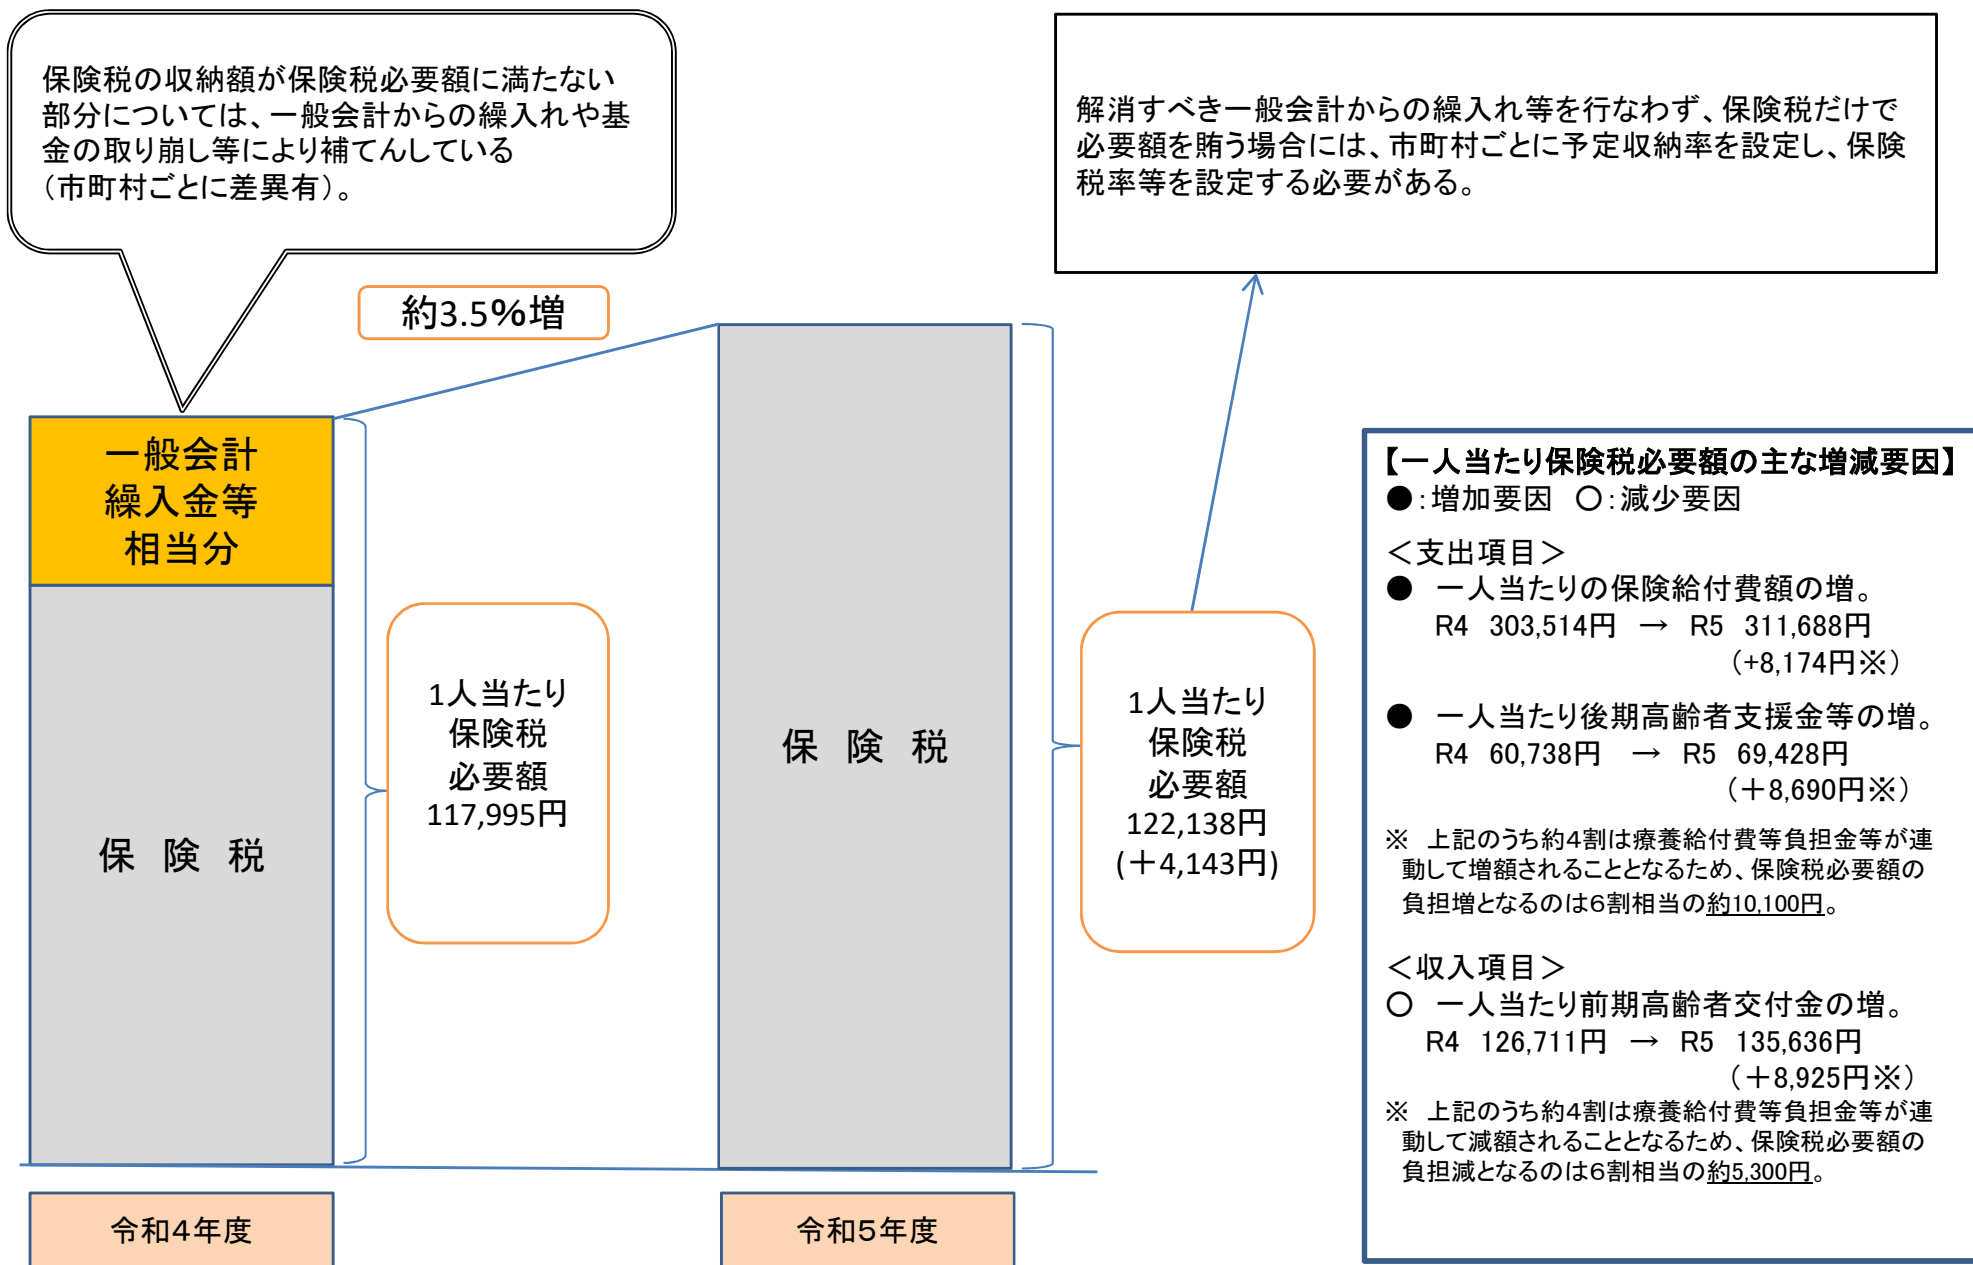 保険税の収納額が保険税必要額に満たない
部分については、一般会計からの繰入れや基
金の取り崩し等により補てんしている
（市町村ごとに差異有）。
解消すべき一般会計からの繰入れ等を行なわず、保険税だけで
必要額を賄う場合には、市町村ごとに予定収納率を設定し、保険
税率等を設定する必要がある。
約3.5%増
一般会計
繰入金等
相当分
保　険　税
1人当たり
保険税
必要額
117,995円
保　険　税
1人当たり
保険税
必要額
122,138円
(＋4,143円)
【一人当たり保険税必要額の主な増減要因】
●：増加要因　○：減少要因
＜支出項目＞
●　一人当たりの保険給付費額の増。
R4　303,514円　→　R5　311,688円
（+8,174円※）
●　一人当たり後期高齢者支援金等の増。
R4　60,738円　→　R5　69,428円
（＋8,690円※）
※　上記のうち約４割は療養給付費等負担金等が連
動して増額されることとなるため、保険税必要額の
負担増となるのは６割相当の約10,100円。
＜収入項目＞
○　一人当たり前期高齢者交付金の増。
R4　126,711円　→　R5　135,636円
（＋8,925円※）
※　上記のうち約４割は療養給付費等負担金等が連
動して減額されることとなるため、保険税必要額の
負担減となるのは６割相当の約5,300円。
令和４年度
令和５年度